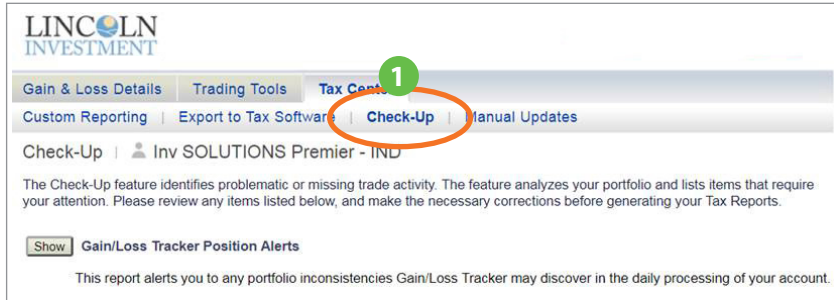 LINCOLN
INVESTMENT
1
Gain & Loss Details Trading Tools Tax Center
Custom Reporting | Export to Tax Software | Check-Up | Manual Updates
Check-Up | Inv SOLUTIONS Premier - IND
The Check-Up feature identifies problematic or missing trade activity. The feature analyzes your portfolio and lists items that require
your attention. Please review any items listed below, and make the necessary corrections before generating your Tax Reports.
Show Gain/Loss Tracker Position Alerts
This report alerts you to any portfolio inconsistencies Gain/Loss Tracker may discover in the daily processing of your account.